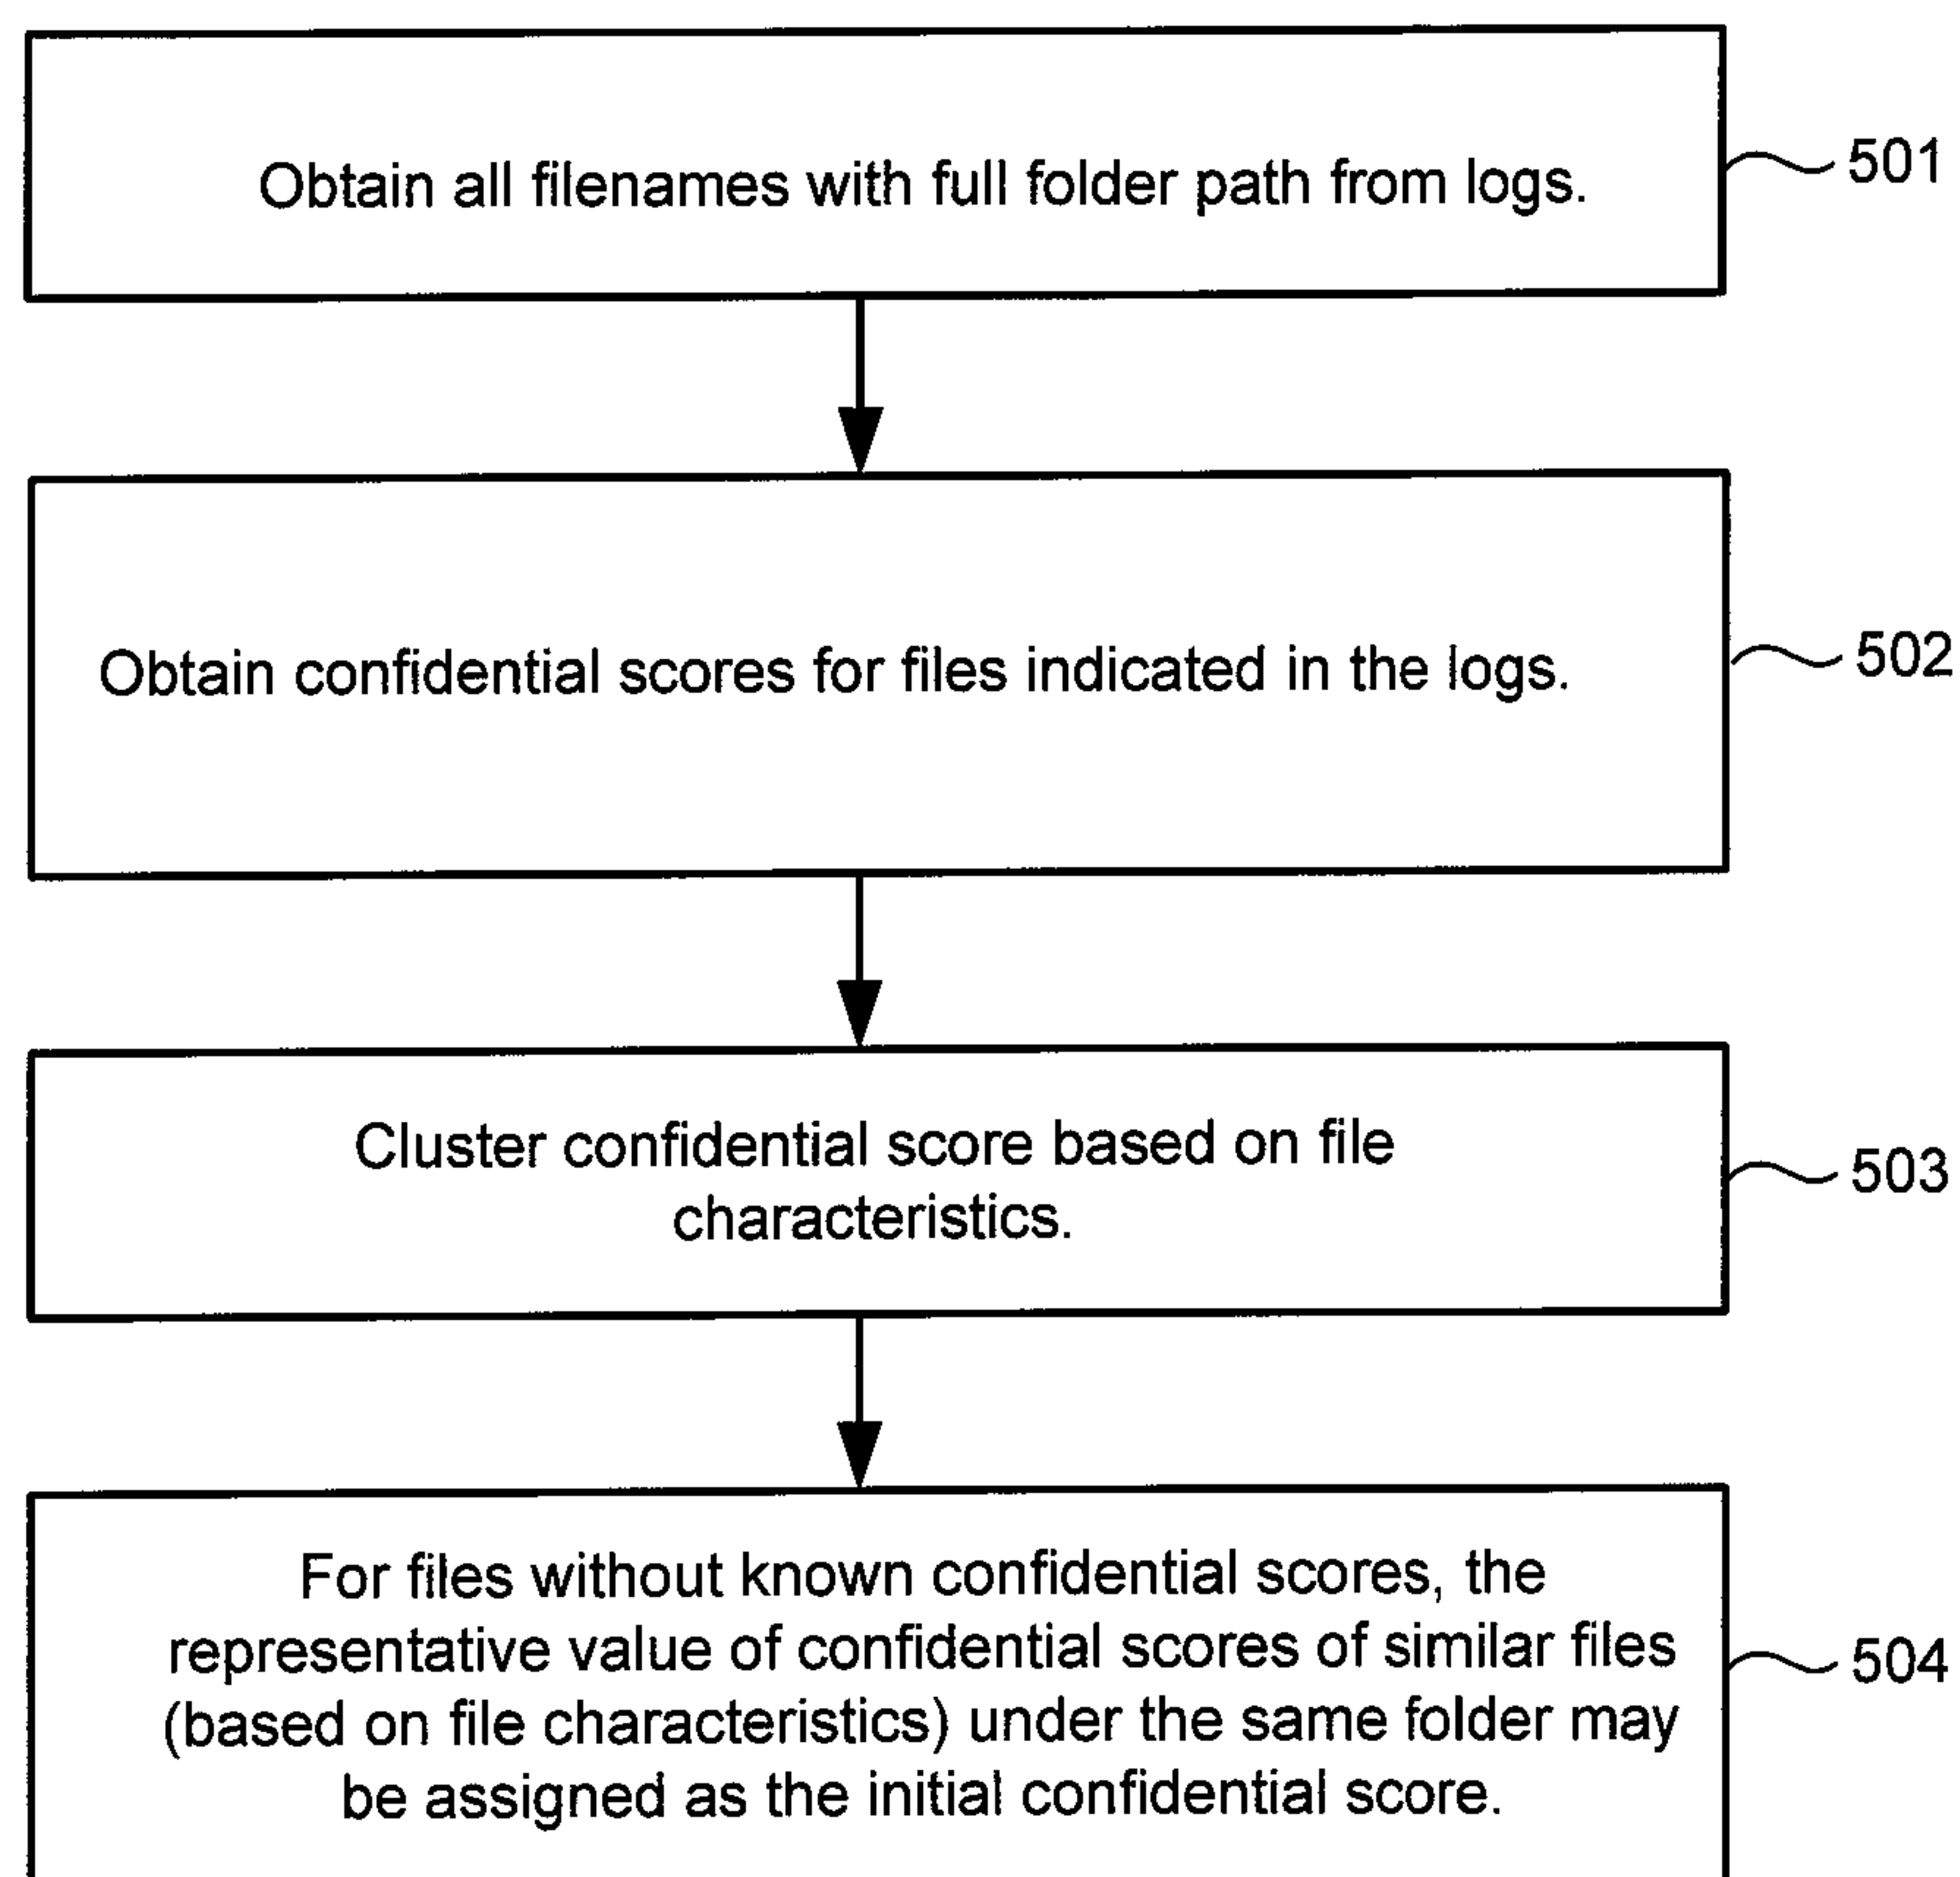 Obtain all filenames with full folder path from logs.
501
Obtain confidential scores for files indicated in the logs.
502
Cluster confidential score based on file
characteristics.
503
For files without known confidential scores, the
representative value of confidential scores of similar files
(based on file characteristics) under the same folder may
be assigned as the initial confidential score.
504